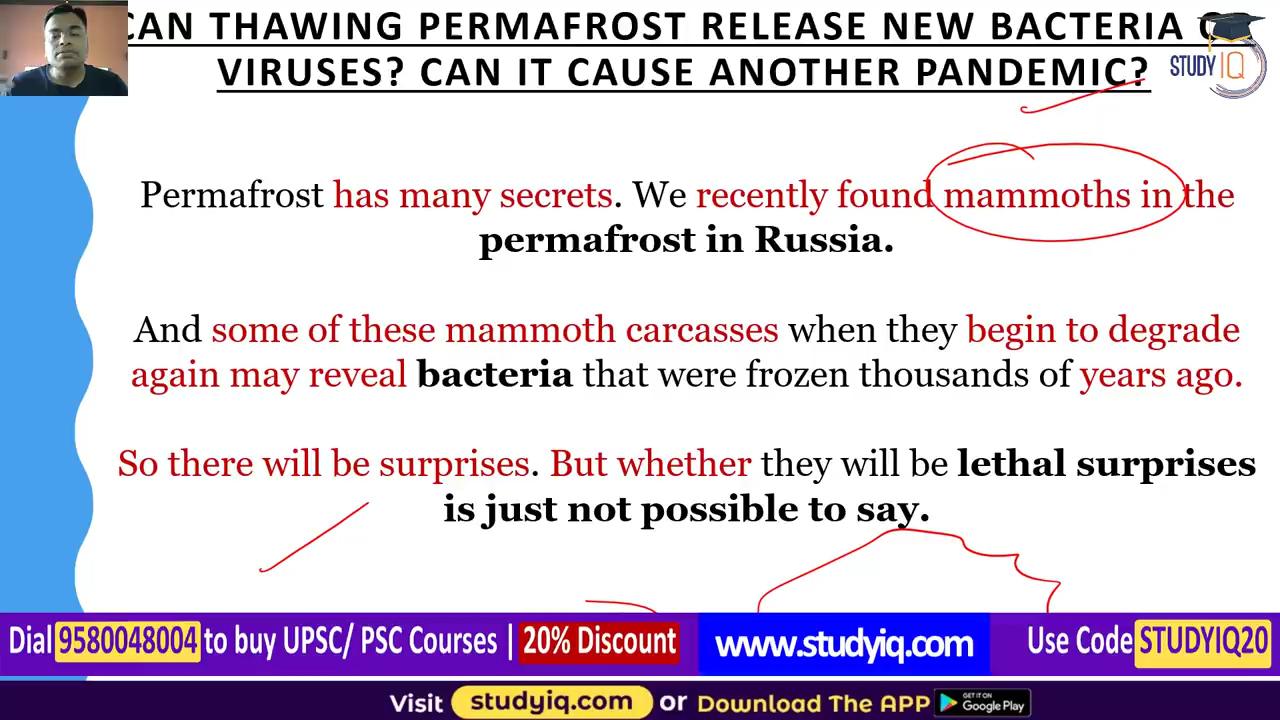 CAN THAWING PERMAFROST RELEASE NEW BACTERIA
VIRUSES? CAN IT CAUSE ANOTHER PANDEMIC?
STUDY IQ
Permafrost has many secrets. We recently found mammoths in the
permafrost in Russia.
And some of these mammoth carcasses when they begin to degrade
again may reveal bacteria that were frozen thousands of years ago.
So there will be surprises. But whether they will be lethal surprises
is just not possible to say.
Dial 9580048004 to buy UPSC/ PSC Courses | 20% Discount
www.studyiq.com
Use Code STUDYIQ20
Visit studyiq.com or Download The APP GET IT ON Google Play